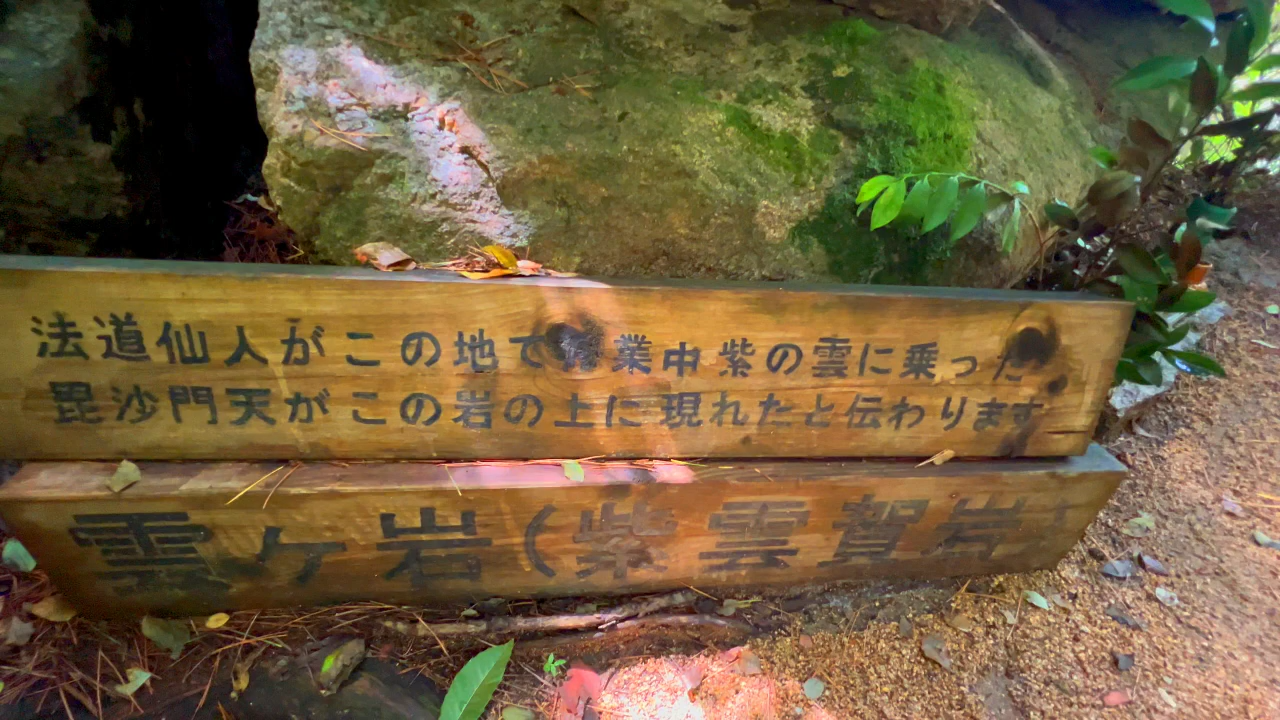 法道仙人がこの地で修業中紫の雲に乗った
毘沙門天がこの岩の上に現れたと伝わります
雲ケ岩(紫雲賀岩)